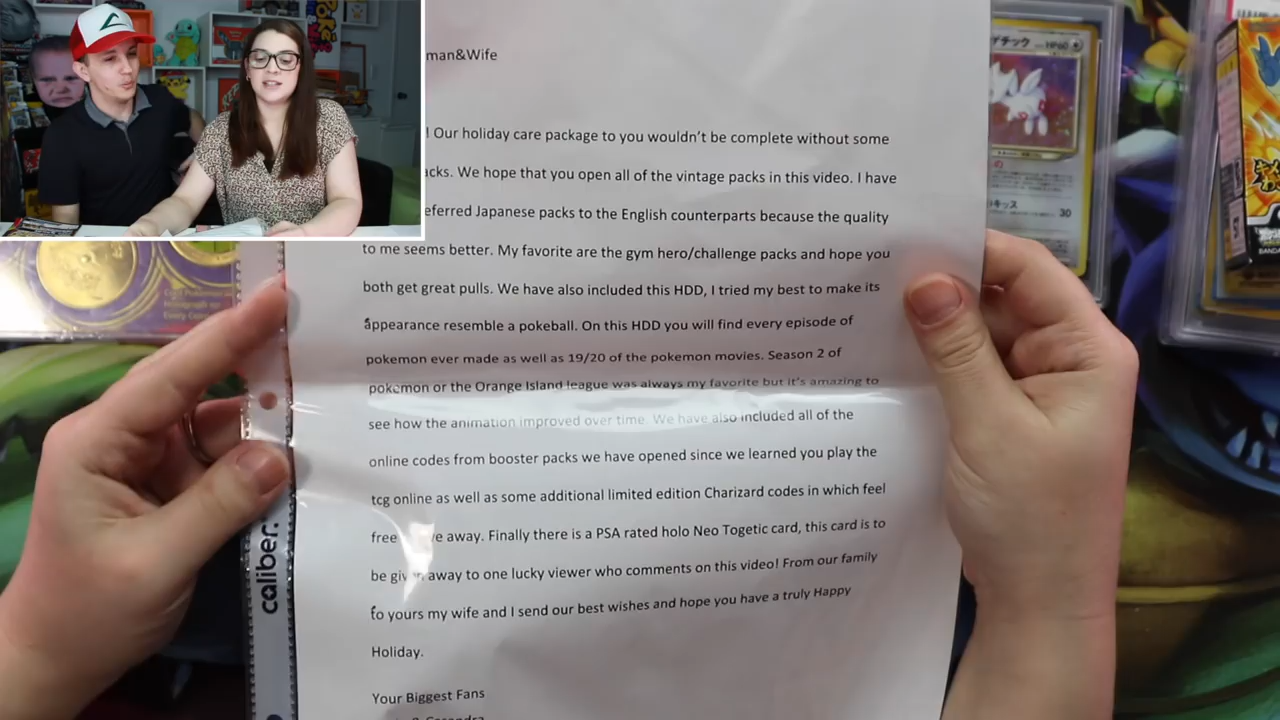 man&Wife
! Our holiday care package to you wouldn't be complete without some
acks. We hope that you open all of the vintage packs in this video. I have
eferred Japanese packs to the English counterparts because the quality
to me seems better. My favorite are the gym hero/challenge packs and hope you
both get great pulls. We have also included this HDD, I tried my best to make its
appearance resemble a pokeball. On this HDD you will find every episode of
pokemon ever made as well as 19/20 of the pokemon movies. Season 2 of
pokemon or the Orange Island league was always my favorite but it's amazing to
see how the animation improved over time. We have also included all of the
online codes from booster packs we have opened since we learned you play the
tcg online as well as some additional limited edition Charizard codes in which feel
free e away. Finally there is a PSA rated holo Neo Togetic card, this card is to
be giv n away to one lucky viewer who comments on this video! From our family
to yours my wife and I send our best wishes and hope you have a truly Happy
Holiday.
Your Biggest Fans
caliber.
チック HP60
キッス 30